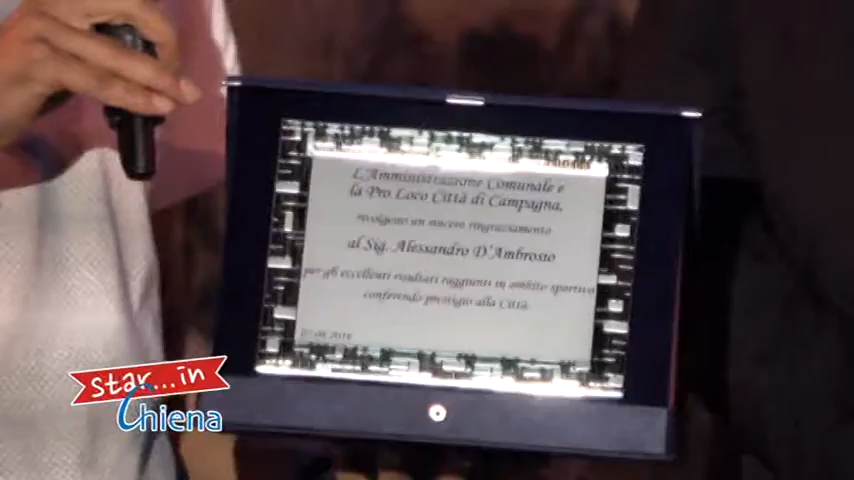 L'Amministrazione Comunale e
la Pro Loco Città di Campagna,
rivolgono un sincero ringraziamento
al Sig. Alessandro D'Ambrosio
per gli eccellenti risultati raggiunti in ambito sportivo
conferendo prestigio alla Città.
star...in
Chiena